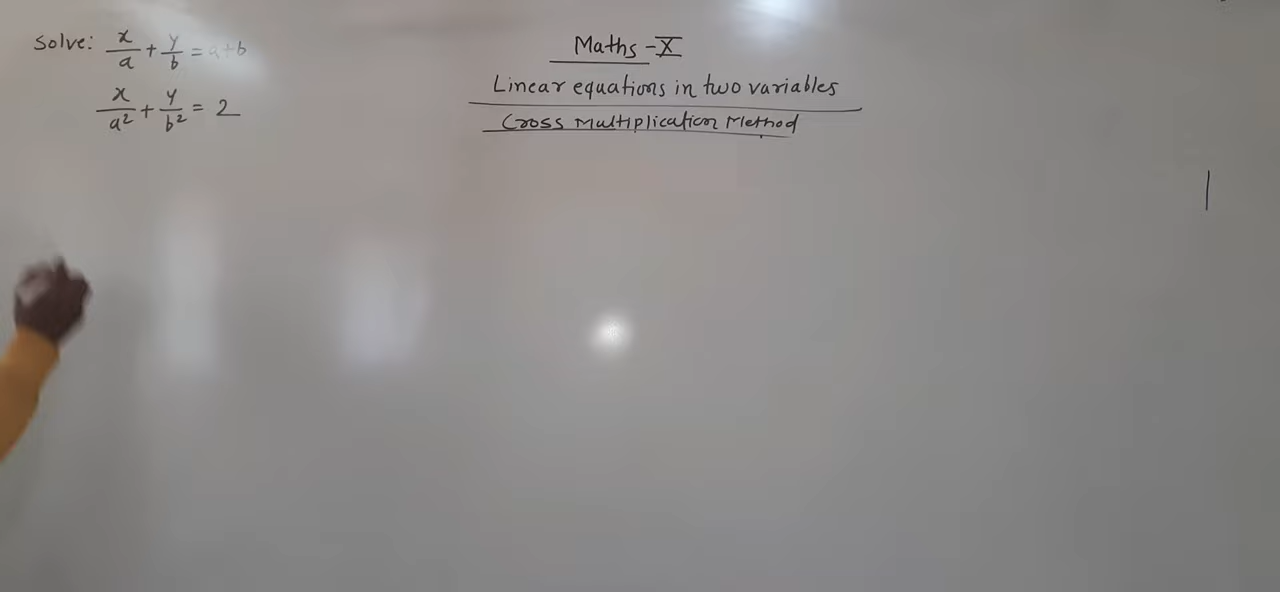 Solve: x/a + y/b = a+b
x/a² + y/b² = 2
Maths - X
Linear equations in two variables
Cross Multiplication Method